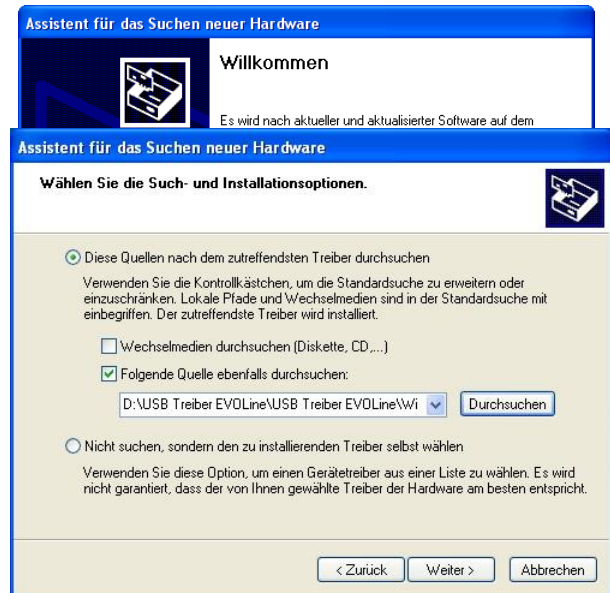 Assistent für das Suchen neuer Hardware
Willkommen
Es wird nach aktueller und aktualisierter Software auf dem
Assistent für das Suchen neuer Hardware
Wählen Sie die Such- und Installationsoptionen.
Diese Quellen nach dem zutreffendsten Treiber durchsuchen
Verwenden Sie die Kontrollkästchen, um die Standardsuche zu erweitern oder
einzuschränken. Lokale Pfade und Wechselmedien sind in der Standardsuche mit
einbegriffen. Der zutreffendste Treiber wird installiert.
Wechselmedien durchsuchen (Diskette, CD,...)
Folgende Quelle ebenfalls durchsuchen:
D:\USB Treiber EVOLine\USB Treiber EVOLine\Wi
Durchsuchen
Nicht suchen, sondern den zu installierenden Treiber selbst wählen
Verwenden Sie diese Option, um einen Gerätetreiber aus einer Liste zu wählen. Es wird
nicht garantiert, dass der von Ihnen gewählte Treiber der Hardware am besten entspricht.
< Zurück
Weiter >
Abbrechen